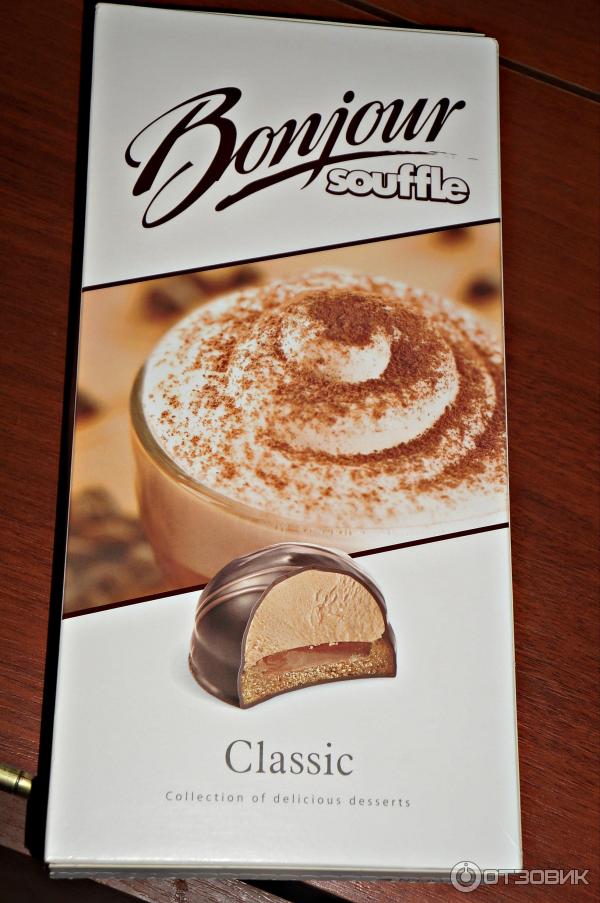 Bonjour
souffle
Classic
Collection of delicious desserts
ОТЗОВИК